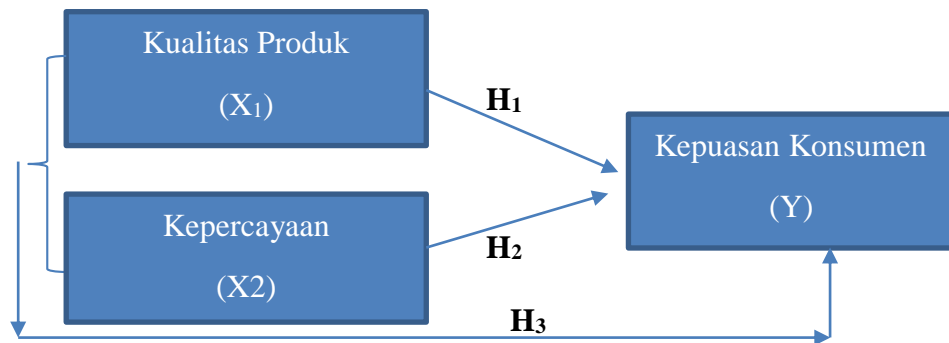 Kualitas Produk
(X₁)
H₁
Kepuasan Konsumen
(Y)
Kepercayaan
(X2)
H₂
H₃